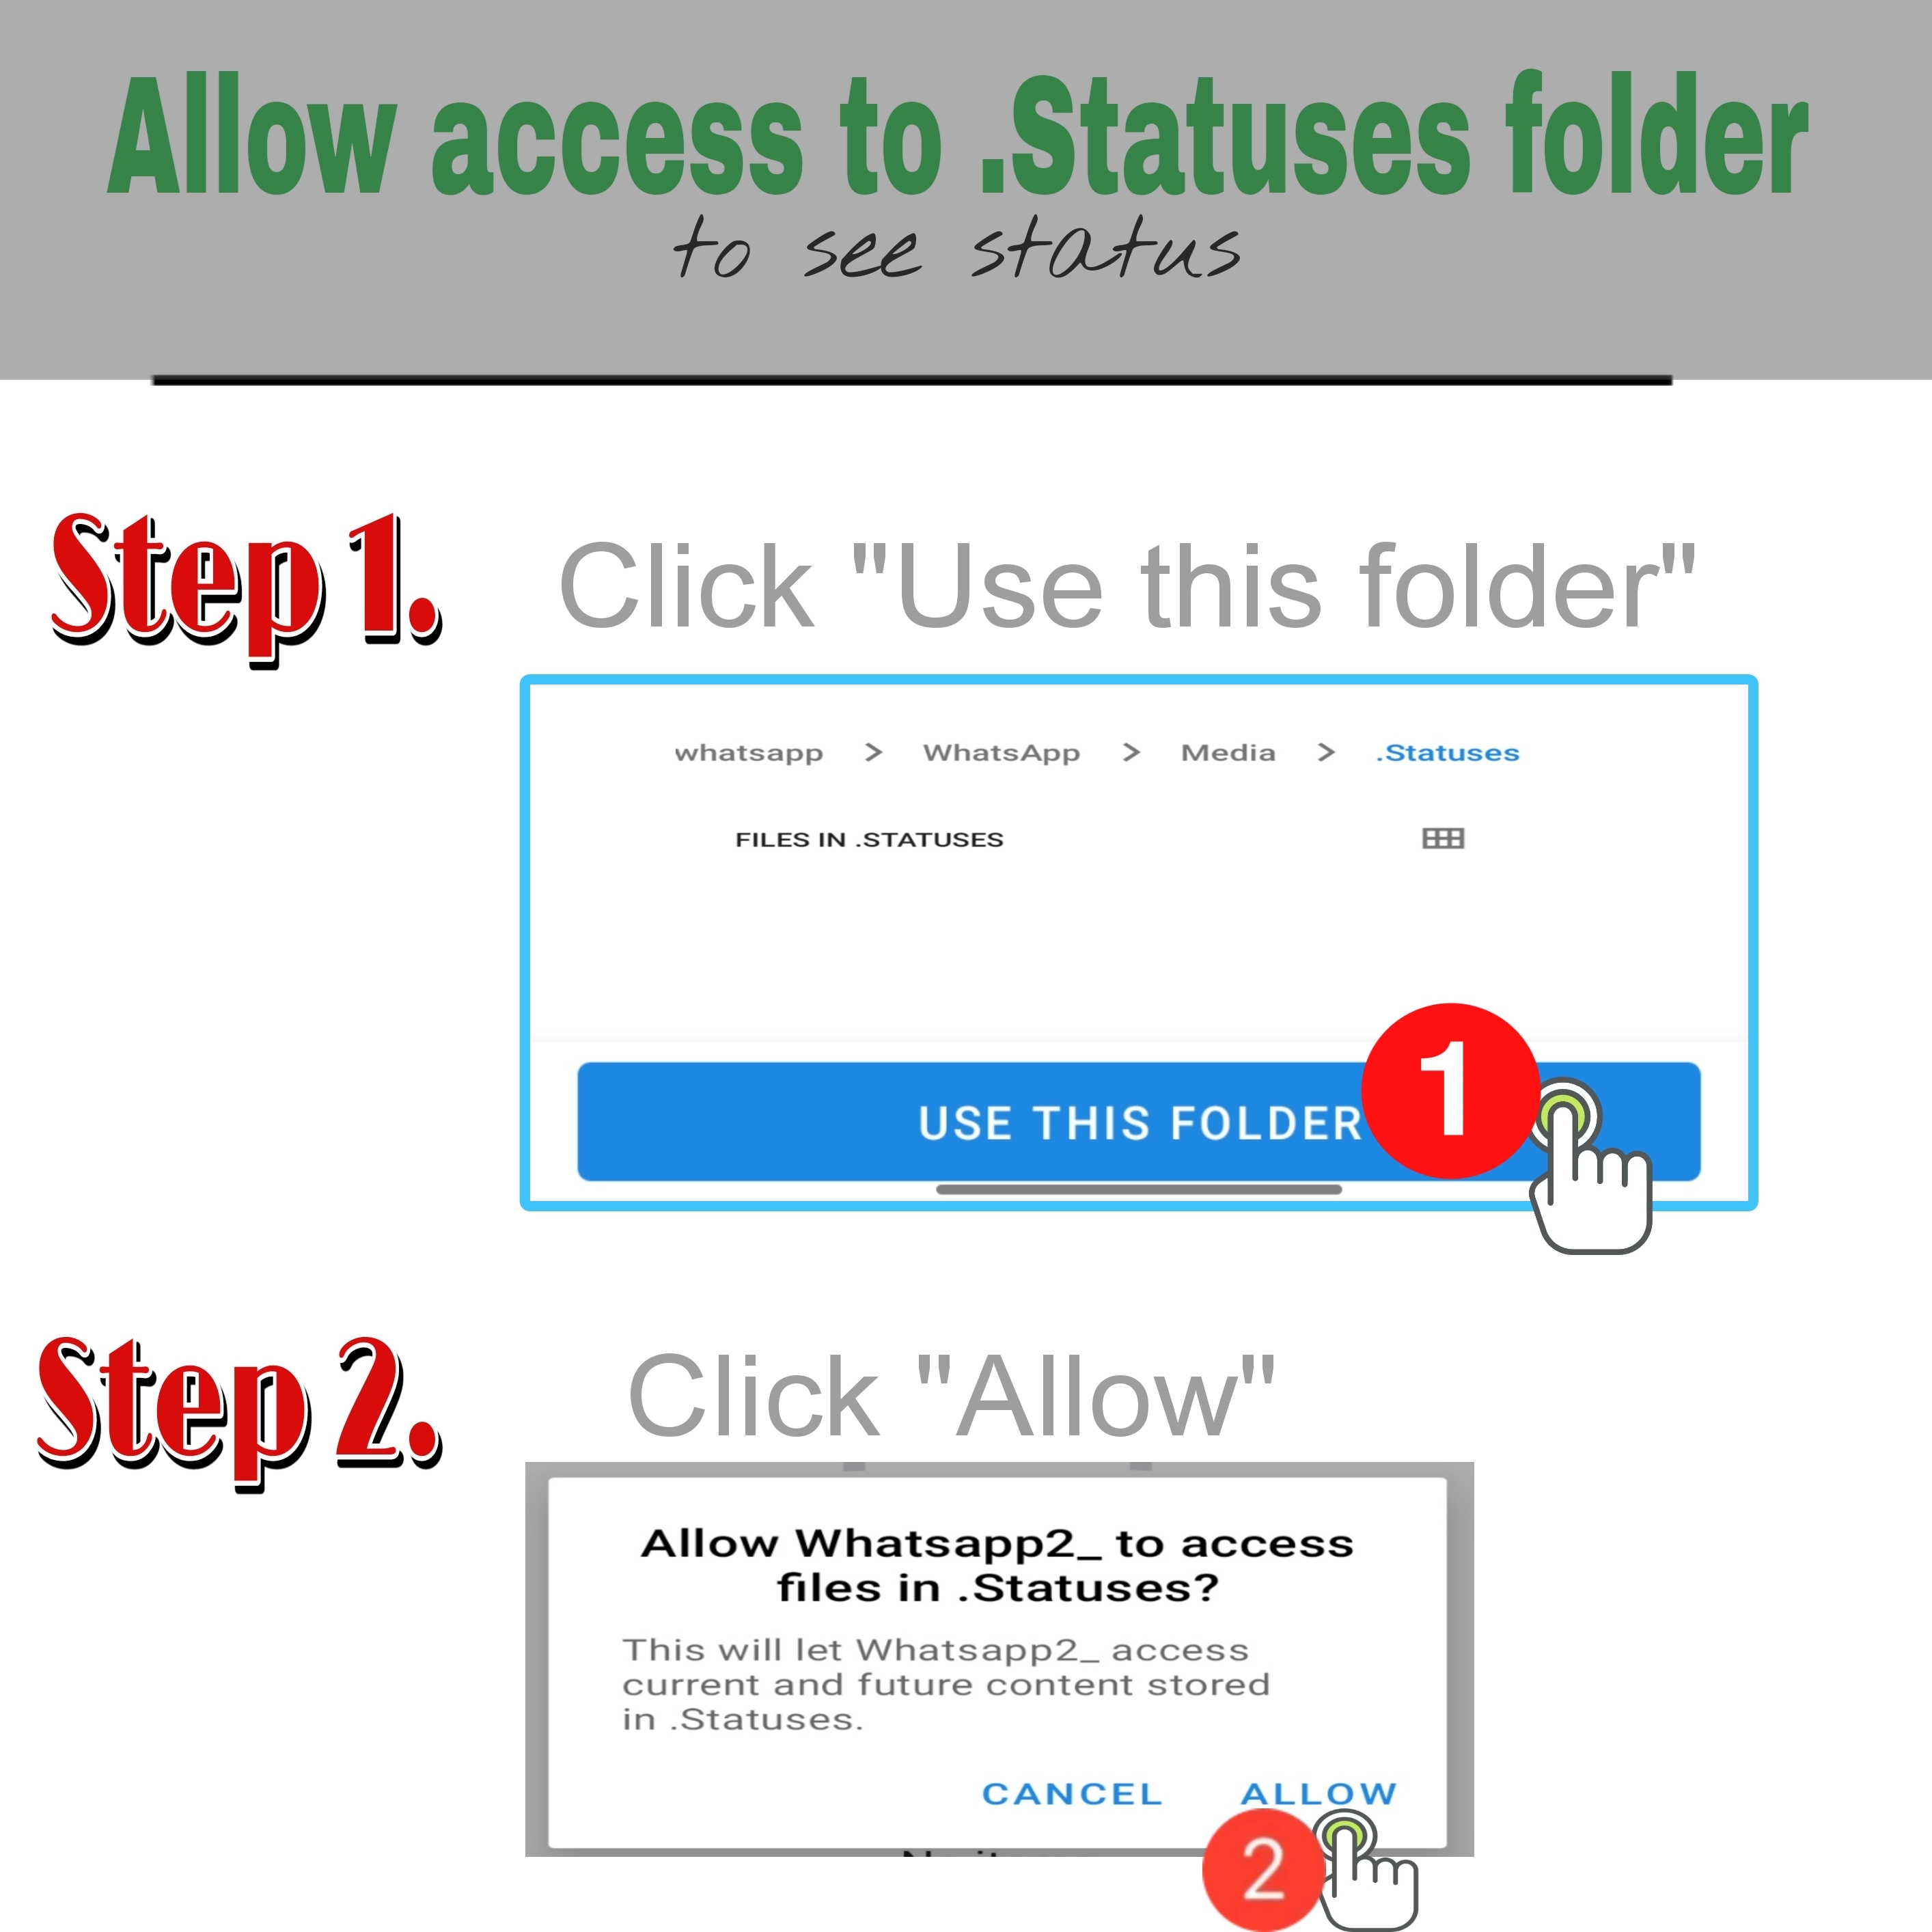 Allow access to .Statuses folder
to see status
Step 1. Click "Use this folder"
whatsapp > WhatsApp > Media > .Statuses
FILES IN .STATUSES
USE THIS FOLDER
1
Step 2. Click "Allow"
Allow Whatsapp2_ to access
files in .Statuses?
This will let Whatsapp2_ access
current and future content stored
in .Statuses.
CANCEL ALLOW
2